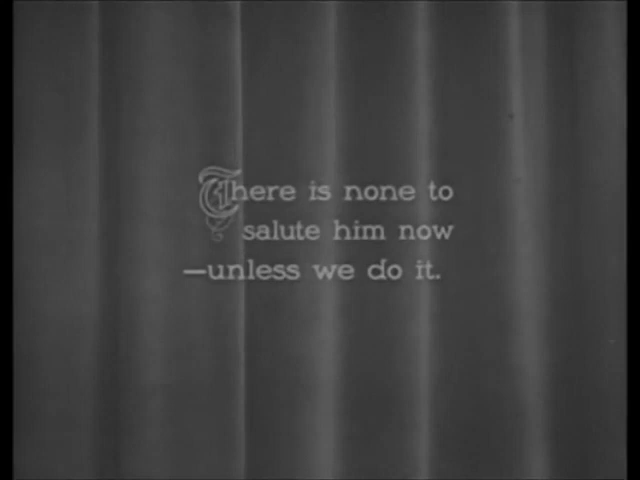 There is none to
salute him now
—unless we do it.